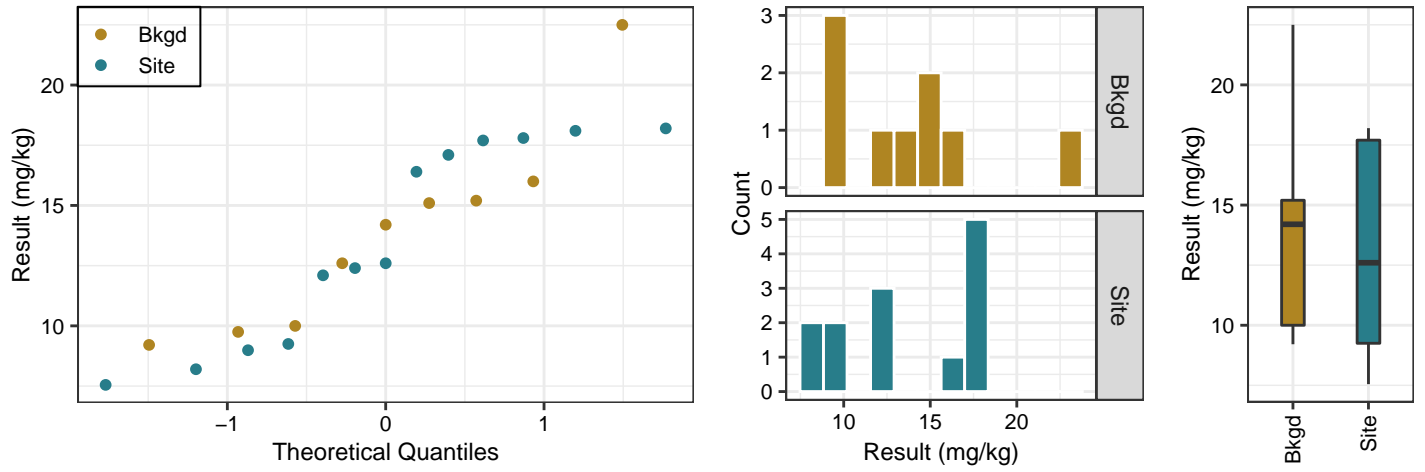 Bkgd
Site
20
15
10
Result (mg/kg)
−1
0
1
Theoretical Quantiles
3
2
1
0
Bkgd
Count
5
4
3
2
1
0
Site
10
15
20
Result (mg/kg)
20
15
10
Result (mg/kg)
Bkgd
Site